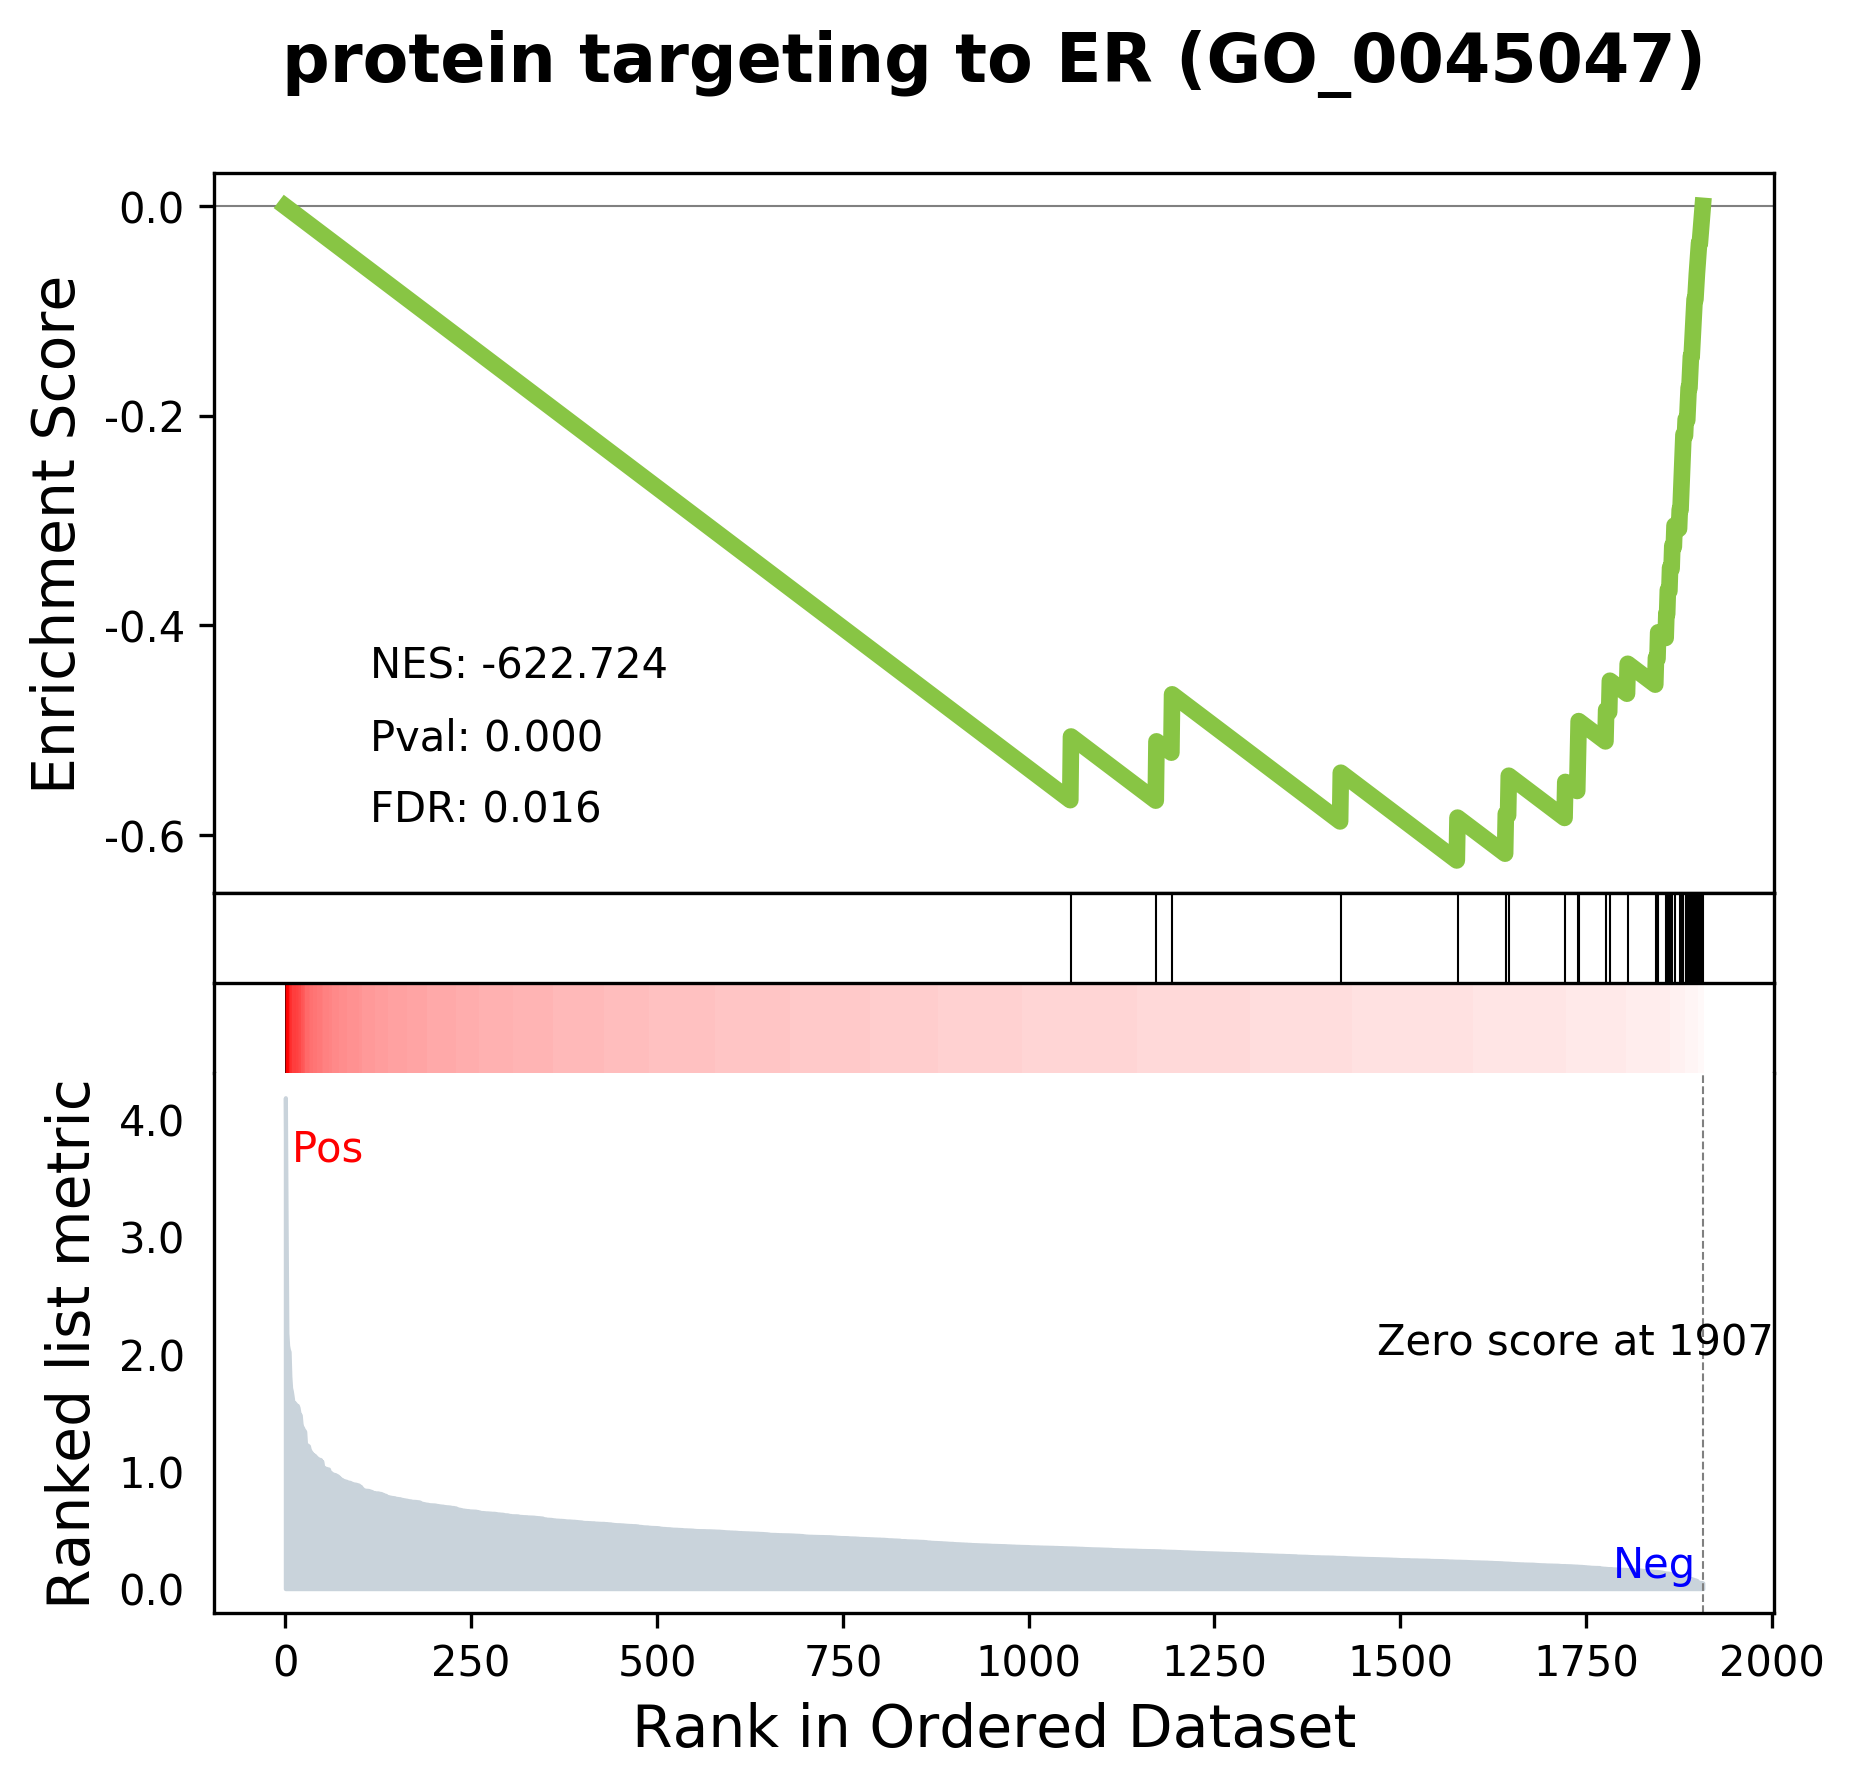 protein targeting to ER (GO_0045047)
Enrichment Score
0.0
-0.2
-0.4
-0.6
NES: -622.724
Pval: 0.000
FDR: 0.016
Ranked list metric
4.0
3.0
2.0
1.0
0.0
Pos
Zero score at 1907
Neg
0 250 500 750 1000 1250 1500 1750 2000
Rank in Ordered Dataset